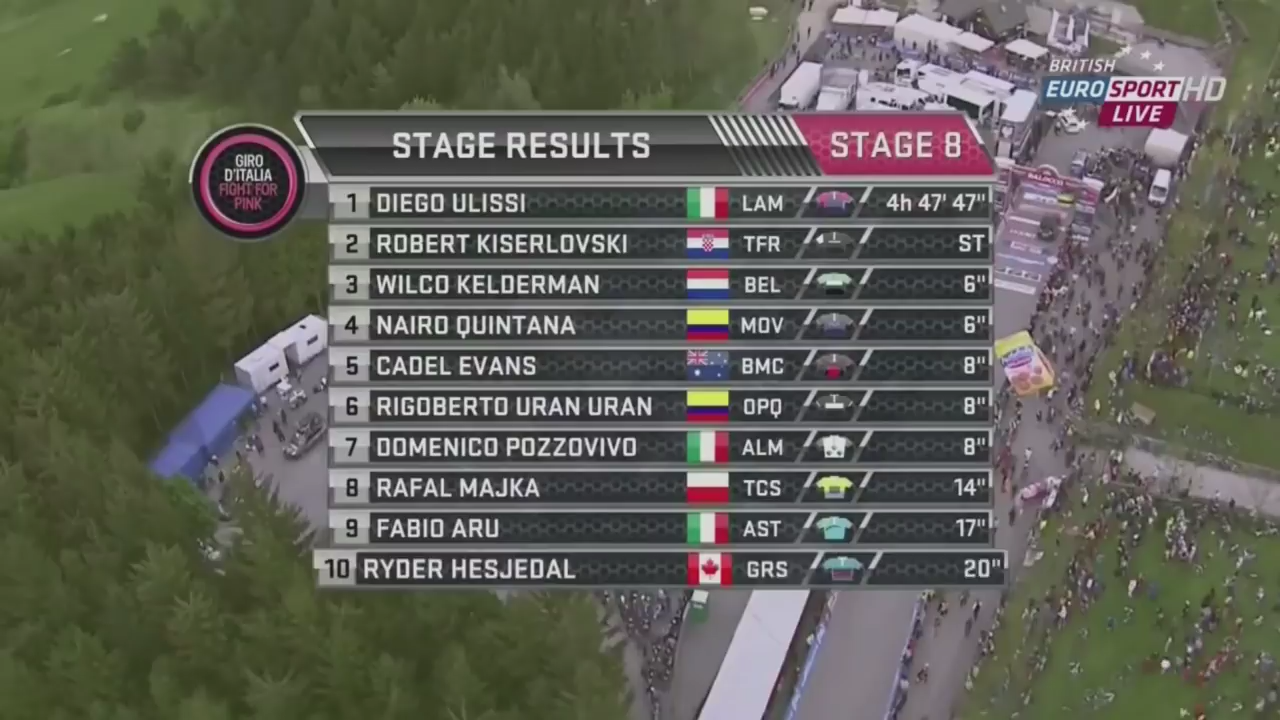 BRITISH
EUROSPORT HD
LIVE
STAGE RESULTS STAGE 8
GIRO
D'ITALIA
FIGHT FOR
PINK
1 DIEGO ULISSI LAM 4h 47' 47"
2 ROBERT KISERLOVSKI TFR ST
3 WILCO KELDERMAN BEL 6"
4 NAIRO QUINTANA MOV 6"
5 CADEL EVANS BMC 8"
6 RIGOBERTO URAN URAN OPQ 8"
7 DOMENICO POZZOVIVO ALM 8"
8 RAFAL MAJKA TCS 14"
9 FABIO ARU AST 17"
10 RYDER HESJEDAL GRS 20"
BALOCCO